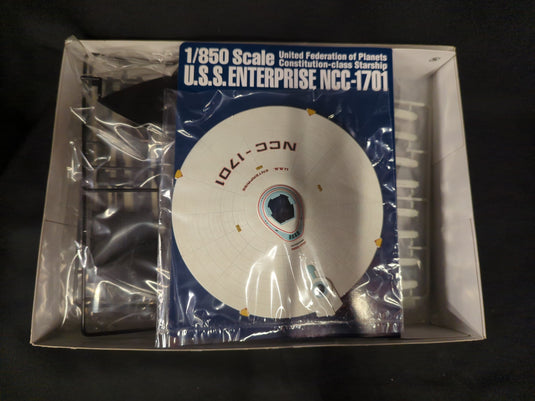 1/850 Scale United Federation of Planets
Constitution-class Starship
U.S.S. ENTERPRISE NCC-1701
NCC-1701